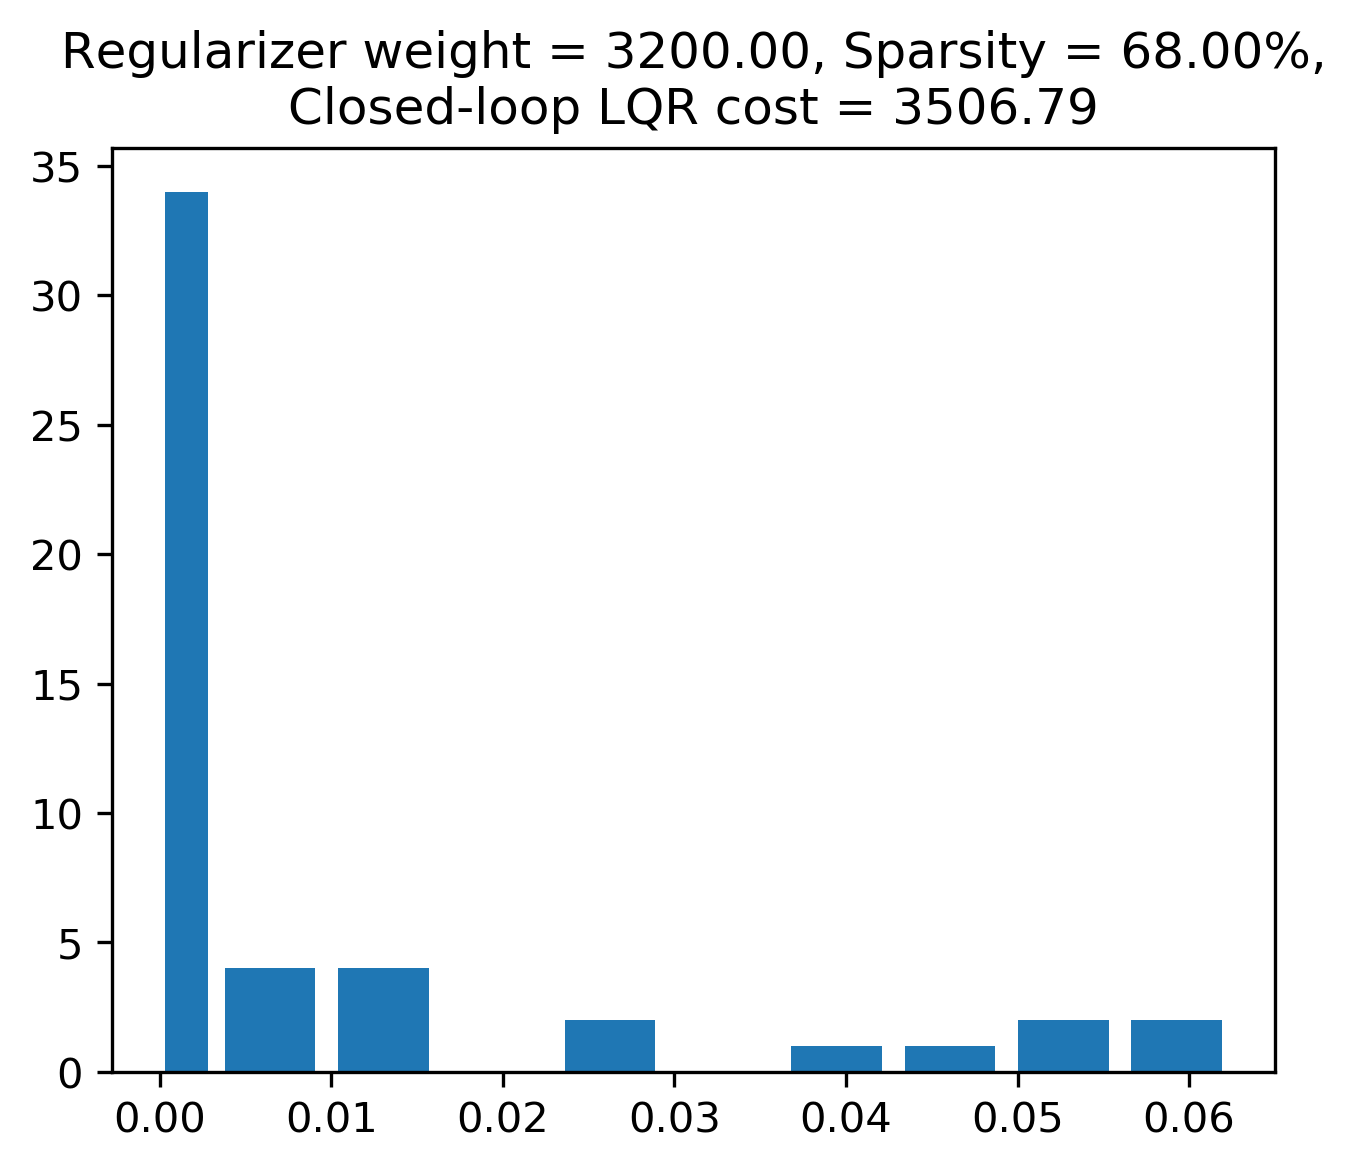 Regularizer weight = 3200.00, Sparsity = 68.00%,
Closed-loop LQR cost = 3506.79
35
30
25
20
15
10
5
0
0.00 0.01 0.02 0.03 0.04 0.05 0.06